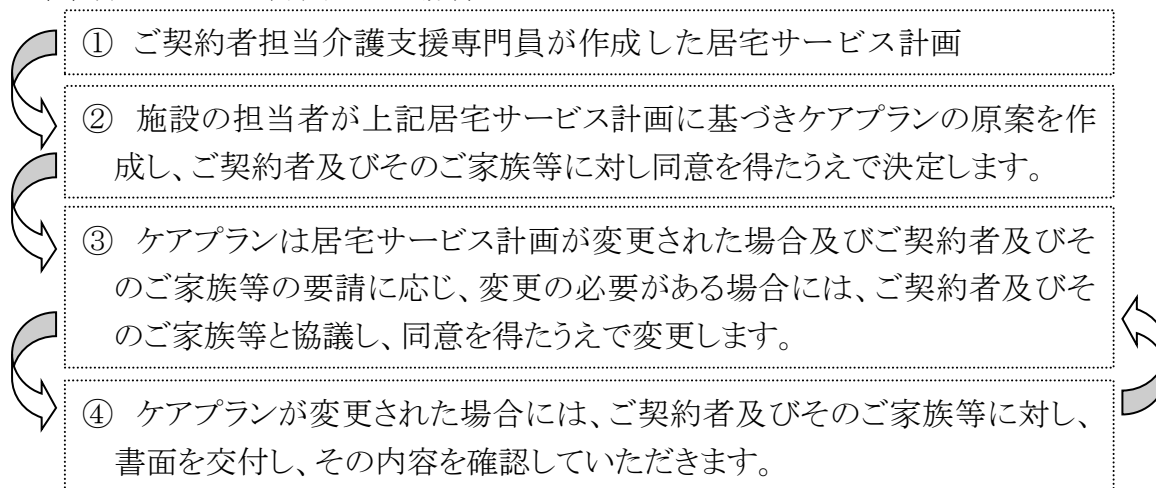 ① ご契約者担当介護支援専門員が作成した居宅サービス計画
② 施設の担当者が上記居宅サービス計画に基づきケアプランの原案を作
成し、ご契約者及びそのご家族等に対し同意を得たうえで決定します。
③ ケアプランは居宅サービス計画が変更された場合及びご契約者及びそ
のご家族等の要請に応じ、変更の必要がある場合には、ご契約者及びそ
のご家族等と協議し、同意を得たうえで変更します。
④ ケアプランが変更された場合には、ご契約者及びそのご家族等に対し、
書面を交付し、その内容を確認していただきます。